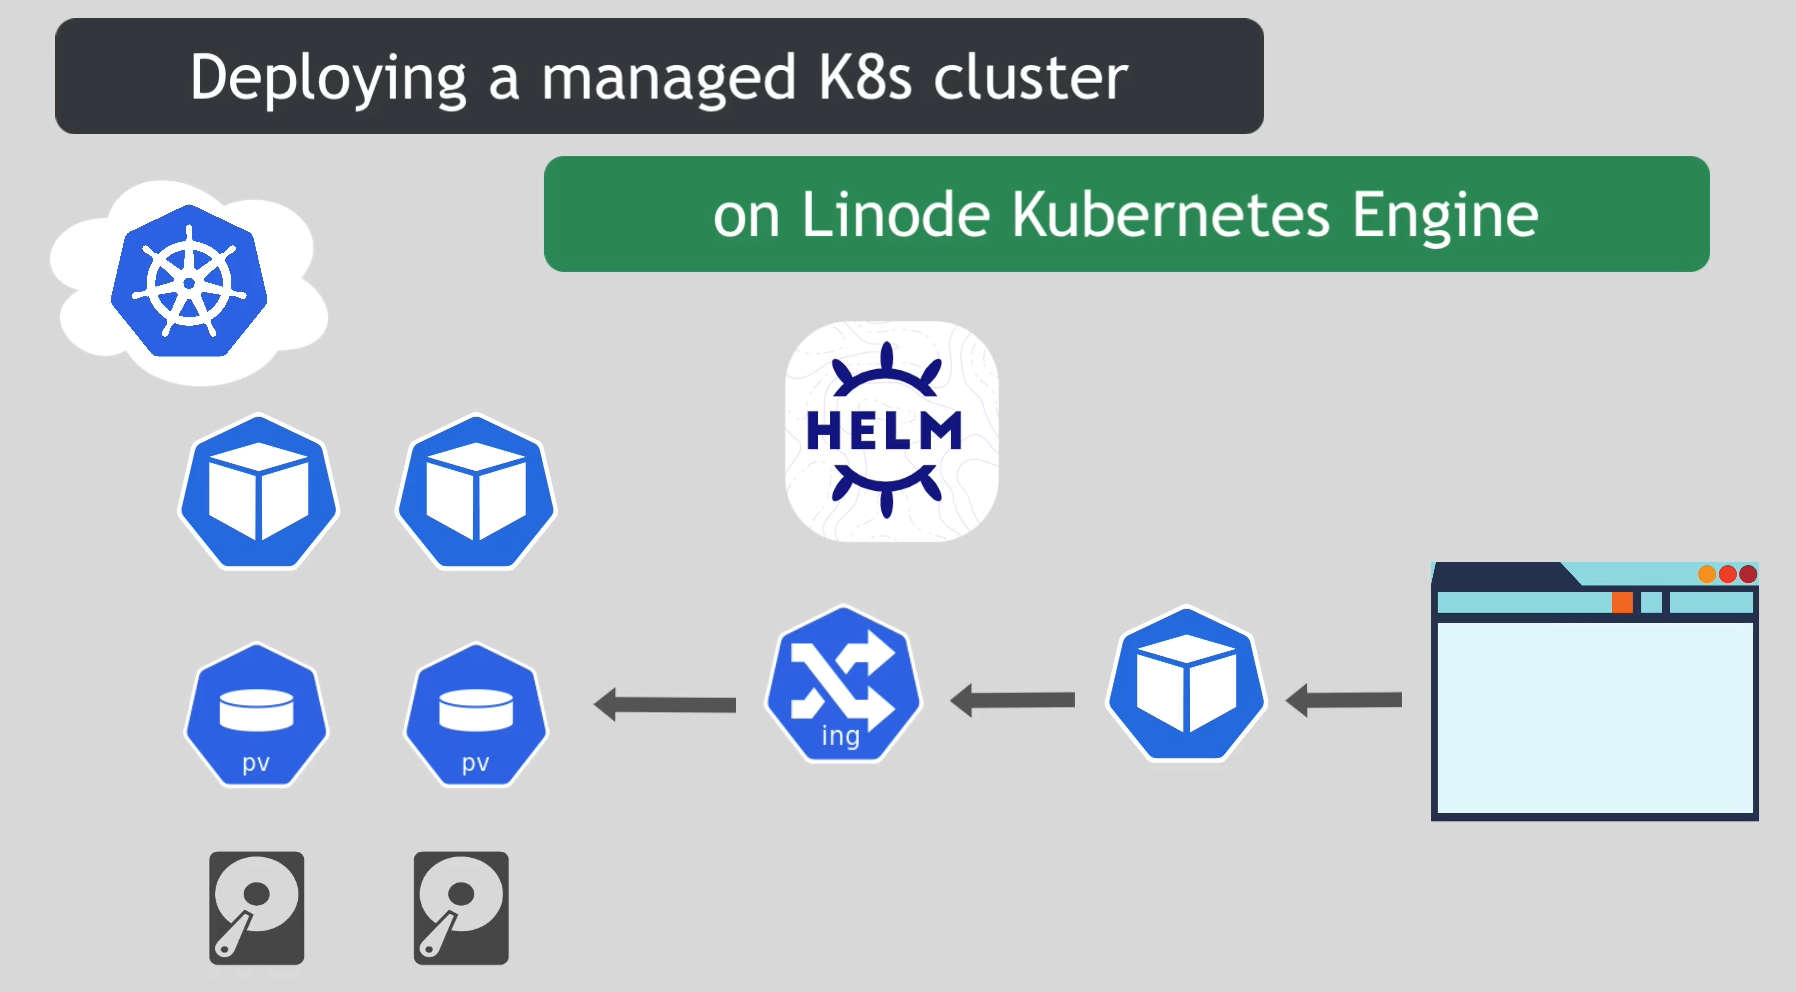 Deploying a managed K8s cluster
on Linode Kubernetes Engine
HELM
ing
pv
pv